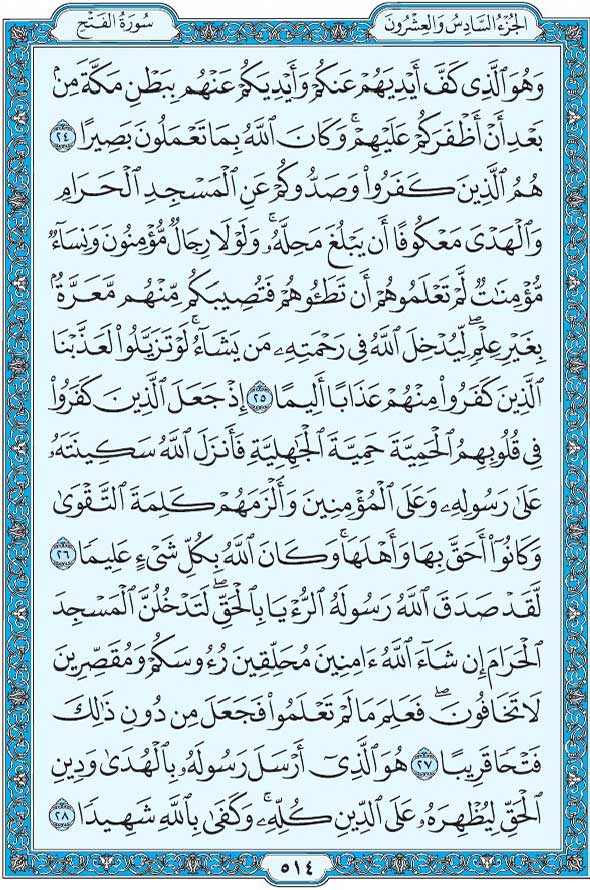 الجُزْءُ السَّادِسُ وَالعِشْرُونَ
سُورَةُ الفَتْحِ
وَهُوَ ٱلَّذِى كَفَّ أَيْدِيَهُمْ عَنكُمْ وَأَيْدِيَكُمْ عَنْهُم بِبَطْنِ مَكَّةَ مِنۢ
بَعْدِ أَنْ أَظْفَرَكُمْ عَلَيْهِمْ ۚ وَكَانَ ٱللَّهُ بِمَا تَعْمَلُونَ بَصِيرًا ٢٤
هُمُ ٱلَّذِينَ كَفَرُوا۟ وَصَدُّوكُمْ عَنِ ٱلْمَسْجِدِ ٱلْحَرَامِ
وَٱلْهَدْىَ مَعْكُوفًا أَن يَبْلُغَ مَحِلَّهُۥ ۚ وَلَوْلَا رِجَالٌ مُّؤْمِنُونَ وَنِسَآءٌ
مُّؤْمِنَـٰتٌ لَّمْ تَعْلَمُوهُمْ أَن تَطَـُٔوهُمْ فَتُصِيبَكُم مِّنْهُم مَّعَرَّةٌۢ
بِغَيْرِ عِلْمٍ ۖ لِّيُدْخِلَ ٱللَّهُ فِى رَحْمَتِهِۦ مَن يَشَآءُ ۚ لَوْ تَزَيَّلُوا۟ لَعَذَّبْنَا
ٱلَّذِينَ كَفَرُوا۟ مِنْهُمْ عَذَابًا أَلِيمًا ٢٥ إِذْ جَعَلَ ٱلَّذِينَ كَفَرُوا۟
فِى قُلُوبِهِمُ ٱلْحَمِيَّةَ حَمِيَّةَ ٱلْجَـٰهِلِيَّةِ فَأَنزَلَ ٱللَّهُ سَكِينَتَهُۥ
عَلَىٰ رَسُولِهِۦ وَعَلَى ٱلْمُؤْمِنِينَ وَأَلْزَمَهُمْ كَلِمَةَ ٱلتَّقْوَىٰ
وَكَانُوٓا۟ أَحَقَّ بِهَا وَأَهْلَهَا ۚ وَكَانَ ٱللَّهُ بِكُلِّ شَىْءٍ عَلِيمًا ٢٦
لَّقَدْ صَدَقَ ٱللَّهُ رَسُولَهُ ٱلرُّءْيَا بِٱلْحَقِّ ۖ لَتَدْخُلُنَّ ٱلْمَسْجِدَ
ٱلْحَرَامَ إِن شَآءَ ٱللَّهُ ءَامِنِينَ مُحَلِّقِينَ رُءُوسَكُمْ وَمُقَصِّرِينَ
لَا تَخَافُونَ ۖ فَعَلِمَ مَا لَمْ تَعْلَمُوا۟ فَجَعَلَ مِن دُونِ ذَٰلِكَ
فَتْحًا قَرِيبًا ٢٧ هُوَ ٱلَّذِىٓ أَرْسَلَ رَسُولَهُۥ بِٱلْهُدَىٰ وَدِينِ
ٱلْحَقِّ لِيُظْهِرَهُۥ عَلَى ٱلدِّينِ كُلِّهِۦ ۚ وَكَفَىٰ بِٱللَّهِ شَهِيدًا ٢٨
٥١٤